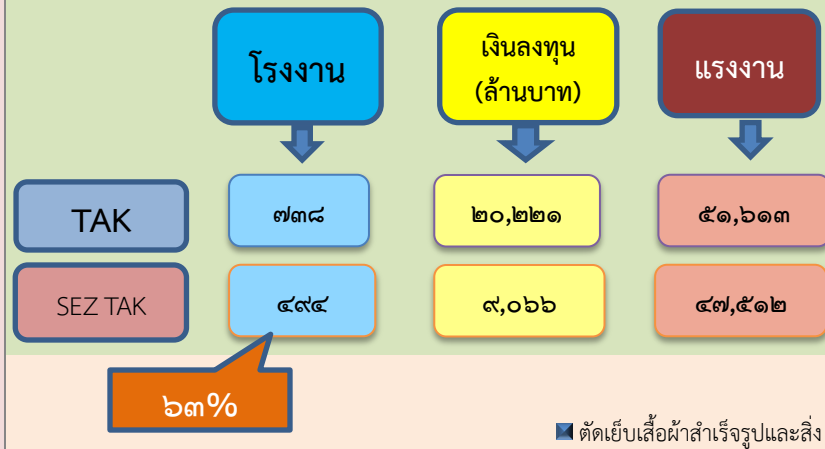 โรงงาน
เงินลงทุน
(ล้านบาท)
แรงงาน
TAK
๗๓๘
๒๐,๒๒๑
๕๑,๖๑๓
SEZ TAK
๔๙๔
๙,๐๖๖
๔๗,๕๑๒
๖๓%
ตัดเย็บเสื้อผ้าสำเร็จรูปและสิ่ง